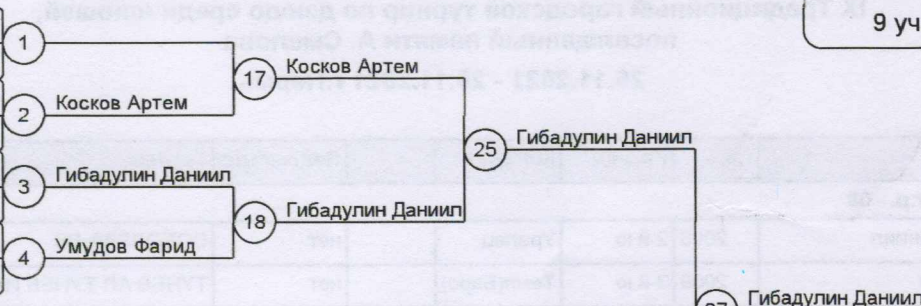 9 уч
1
17 Косков Артем
2 Косков Артем
25 Гибадулин Даниил
3 Гибадулин Даниил
18 Гибадулин Даниил
4 Умудов Фарид
Гибадулин Даниил